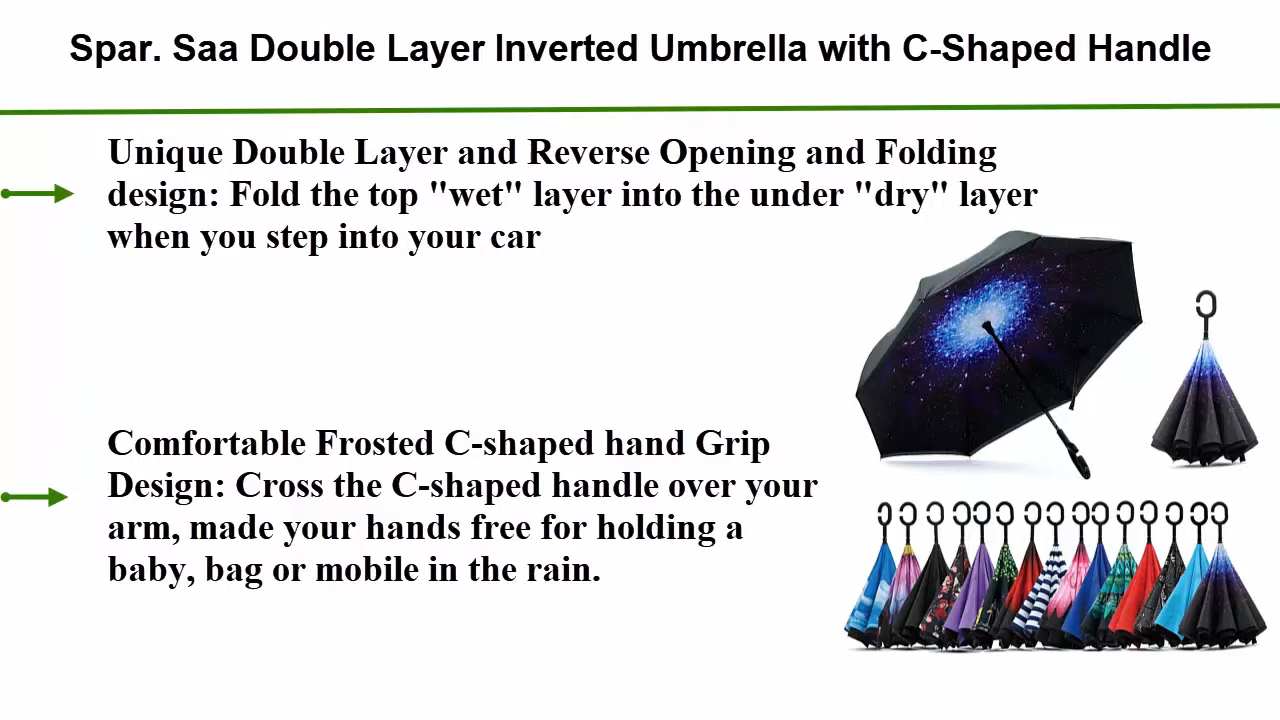 Spar. Saa Double Layer Inverted Umbrella with C-Shaped Handle
Unique Double Layer and Reverse Opening and Folding
design: Fold the top "wet" layer into the under "dry" layer
when you step into your car
Comfortable Frosted C-shaped hand Grip
Design: Cross the C-shaped handle over your
arm, made your hands free for holding a
baby, bag or mobile in the rain.